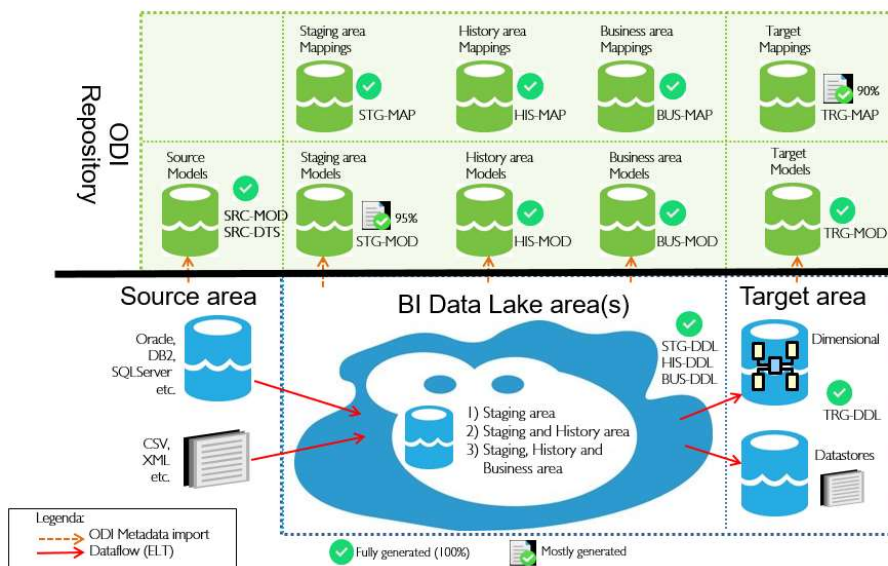 Staging area
Mappings
STG-MAP
History area
Mappings
HIS-MAP
Business area
Mappings
BUS-MAP
Target
Mappings
90%
TRG-MAP
ODI
Repository
Source
Models
SRC-MOD
SRC-DTS
Staging area
Models
95%
STG-MOD
History area
Models
HIS-MOD
Business area
Models
BUS-MOD
Target
Models
TRG-MOD
Source area
BI Data Lake area(s)
Target area
Oracle,
DB2,
SQLServer
etc.
CSV,
XML
etc.
1) Staging area
2) Staging and History area
3) Staging, History and
Business area
STG-DDL
HIS-DDL
BUS-DDL
Dimensional
TRG-DDL
Datastores
Legenda:
ODI Metadata import
Dataflow (ELT)
Fully generated (100%)
Mostly generated